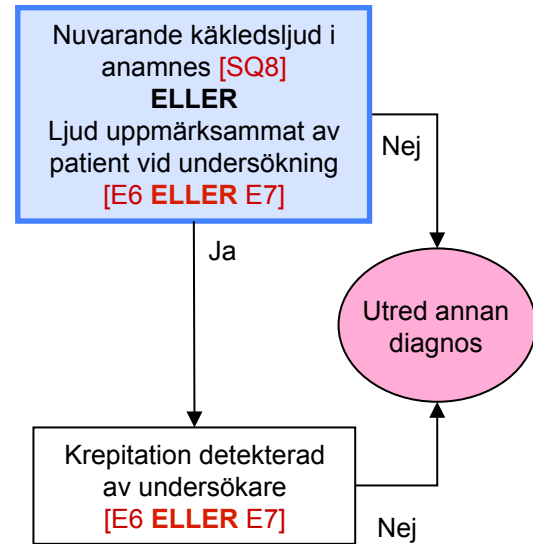 Nuvarande käkledsljud i
anamnes [SQ8]
ELLER
Ljud uppmärksammat av
patient vid undersökning
[E6 ELLER E7]
Nej
Ja
Utred annan
diagnos
Krepitation detekterad
av undersökare
[E6 ELLER E7]
Nej